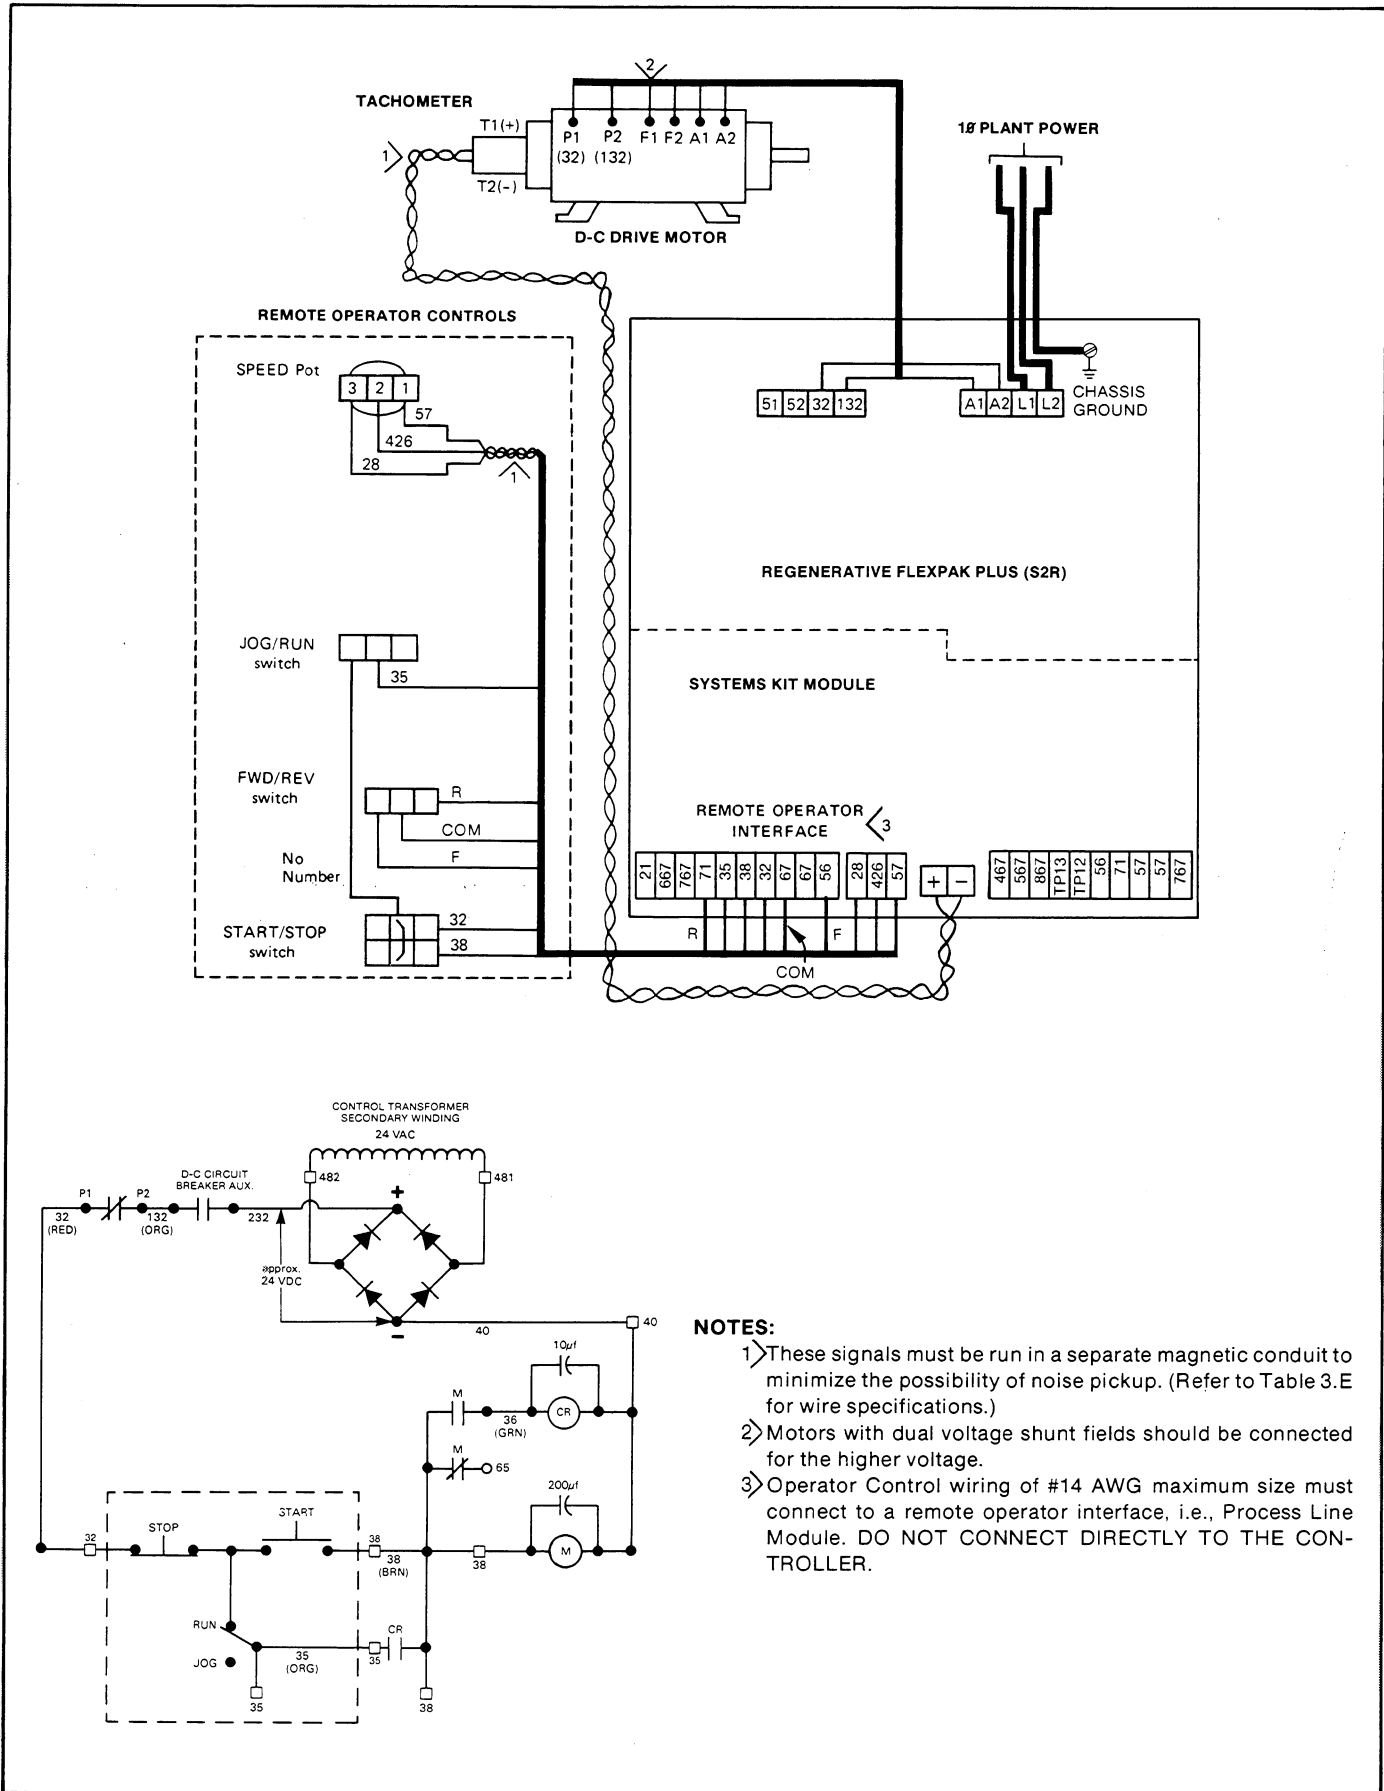 2
TACHOMETER
T1(+)
T2(-)
1
P1 P2 F1 F2 A1 A2
(32) (132)
D-C DRIVE MOTOR
1Ø PLANT POWER
REMOTE OPERATOR CONTROLS
SPEED Pot
3 2 1
57
426
28
1
51 52 32 132
A1 A2 L1 L2
CHASSIS
GROUND
REGENERATIVE FLEXPAK PLUS (S2R)
JOG/RUN
switch
35
SYSTEMS KIT MODULE
FWD/REV
switch
R
COM
F
No
Number
START/STOP
switch
32
38
REMOTE OPERATOR
INTERFACE
3
21 667 767 71 35 38 32 67 67 56
28 426 57
+ −
467 567 867 TP13 TP12 56 71 57 57 767
R
F
COM
CONTROL TRANSFORMER
SECONDARY WINDING
24 VAC
482
481
D-C CIRCUIT
BREAKER AUX.
P1 P2
32
(RED)
132
(ORG)
232
+
approx.
24 VDC
−
40
40
10µf
M
36
(GRN)
CR
M
65
200µf
M
STOP
START
32
38
38
(BRN)
38
RUN
JOG
35
(ORG)
35
CR
35
38
NOTES:
1 These signals must be run in a separate magnetic conduit to
minimize the possibility of noise pickup. (Refer to Table 3.E
for wire specifications.)
2 Motors with dual voltage shunt fields should be connected
for the higher voltage.
3 Operator Control wiring of #14 AWG maximum size must
connect to a remote operator interface, i.e., Process Line
Module. DO NOT CONNECT DIRECTLY TO THE CON-
TROLLER.